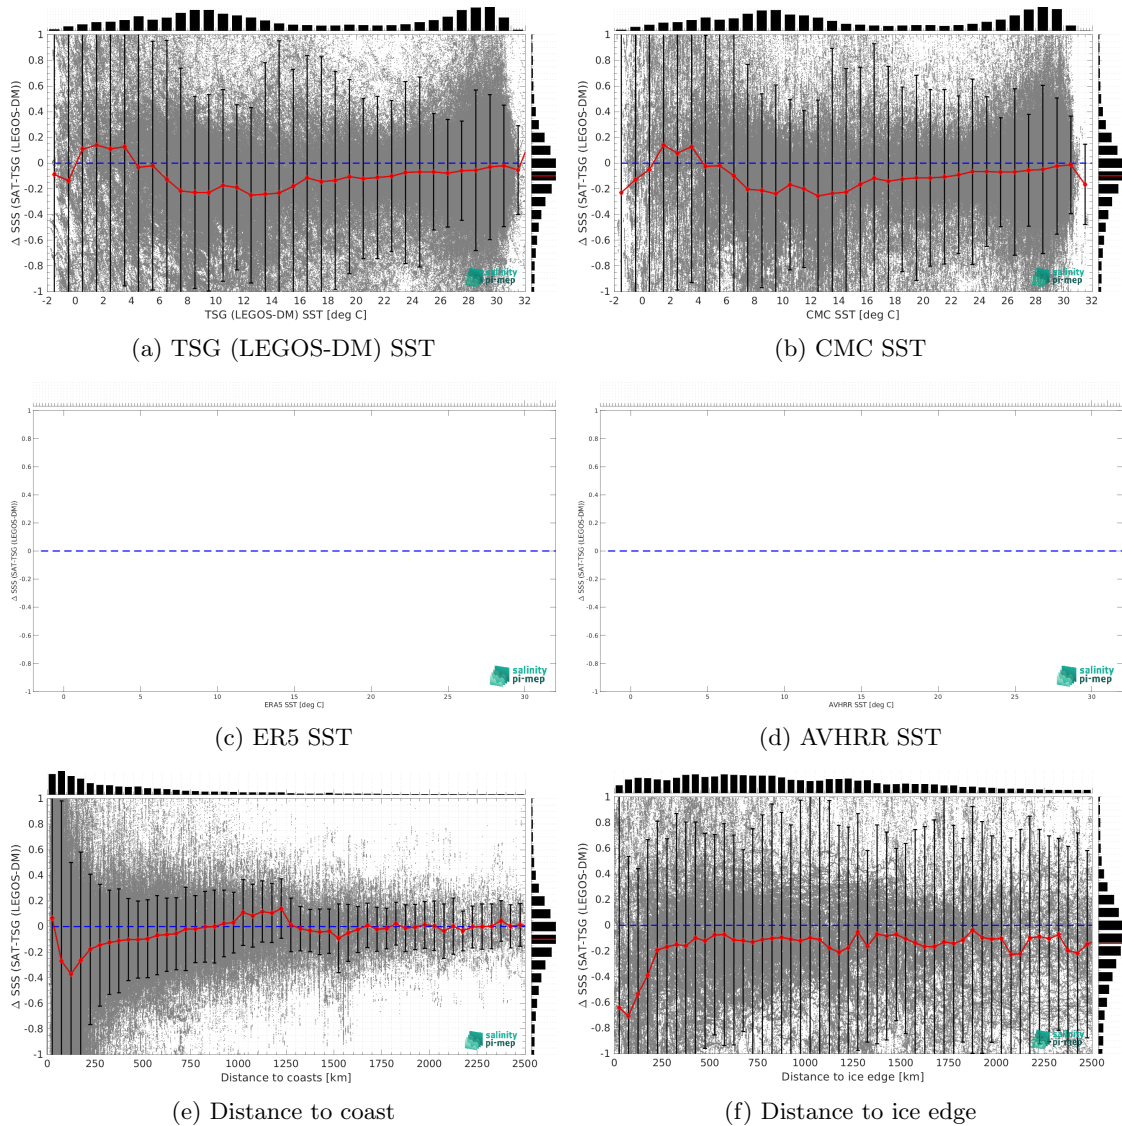 1
0.8
0.6
0.4
0.2
0
-0.2
-0.4
-0.6
-0.8
-1
Δ SSS (SAT-TSG (LEGOS-DM))
salinity
pi-mep
-2 0 2 4 6 8 10 12 14 16 18 20 22 24 26 28 30 32
TSG (LEGOS-DM) SST [deg C]
(a) TSG (LEGOS-DM) SST
1
0.8
0.6
0.4
0.2
0
-0.2
-0.4
-0.6
-0.8
-1
Δ SSS (SAT-TSG (LEGOS-DM))
salinity
pi-mep
-2 0 2 4 6 8 10 12 14 16 18 20 22 24 26 28 30 32
CMC SST [deg C]
(b) CMC SST
1
0.8
0.6
0.4
0.2
0
-0.2
-0.4
-0.6
-0.8
-1
Δ SSS (SAT-TSG (LEGOS-DM))
salinity
pi-mep
0 5 10 15 20 25 30
ERA5 SST [deg C]
(c) ER5 SST
1
0.8
0.6
0.4
0.2
0
-0.2
-0.4
-0.6
-0.8
-1
Δ SSS (SAT-TSG (LEGOS-DM))
salinity
pi-mep
0 5 10 15 20 25 30
AVHRR SST [deg C]
(d) AVHRR SST
1
0.8
0.6
0.4
0.2
0
-0.2
-0.4
-0.6
-0.8
-1
Δ SSS (SAT-TSG (LEGOS-DM))
salinity
pi-mep
0 250 500 750 1000 1250 1500 1750 2000 2250 2500
Distance to coasts [km]
(e) Distance to coast
1
0.8
0.6
0.4
0.2
0
-0.2
-0.4
-0.6
-0.8
-1
Δ SSS (SAT-TSG (LEGOS-DM))
salinity
pi-mep
0 250 500 750 1000 1250 1500 1750 2000 2250 2500
Distance to ice edge [km]
(f) Distance to ice edge